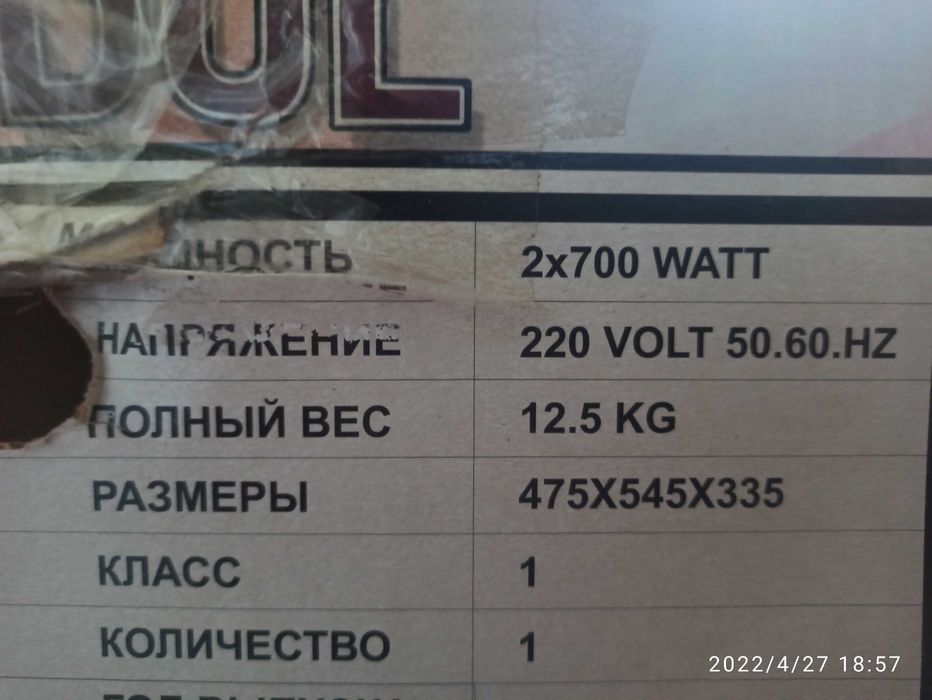 МОЩНОСТЬ 2x700 WATT
НАПРЯЖЕНИЕ 220 VOLT 50.60.HZ
ПОЛНЫЙ ВЕС 12.5 KG
РАЗМЕРЫ 475X545X335
КЛАСС 1
КОЛИЧЕСТВО 1
2022/4/27 18:57